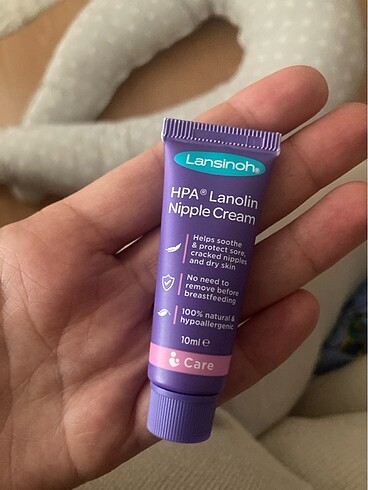 Lansinoh®
HPA® Lanolin
Nipple Cream
Helps soothe
& protect sore,
cracked nipples
and dry skin
No need to
remove before
breastfeeding
100% natural &
hypoallergenic
10ml ℮
Care